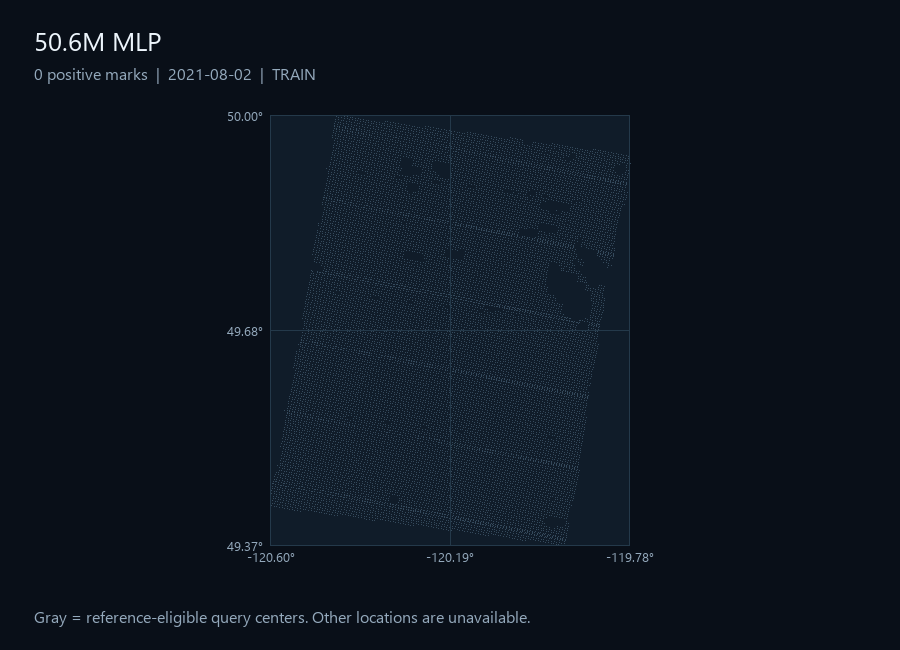 50.6M MLP
0 positive marks | 2021-08-02 | TRAIN
50.00°
49.68°
49.37°
-120.60° -120.19° -119.78°
Gray = reference-eligible query centers. Other locations are unavailable.